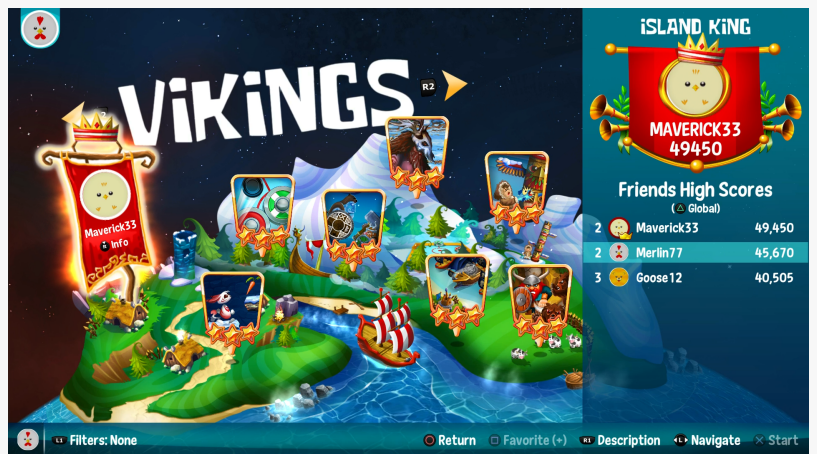 VIKINGS
R2
Maverick33
R
Info
ISLAND KING
MAVERICK33
49450
Friends High Scores
(△ Global)
2 Maverick33 49,450
2 Merlin77 45,670
3 Goose12 40,505
L1 Filters: None
Return
Favorite (+)
R1 Description
L Navigate
Start